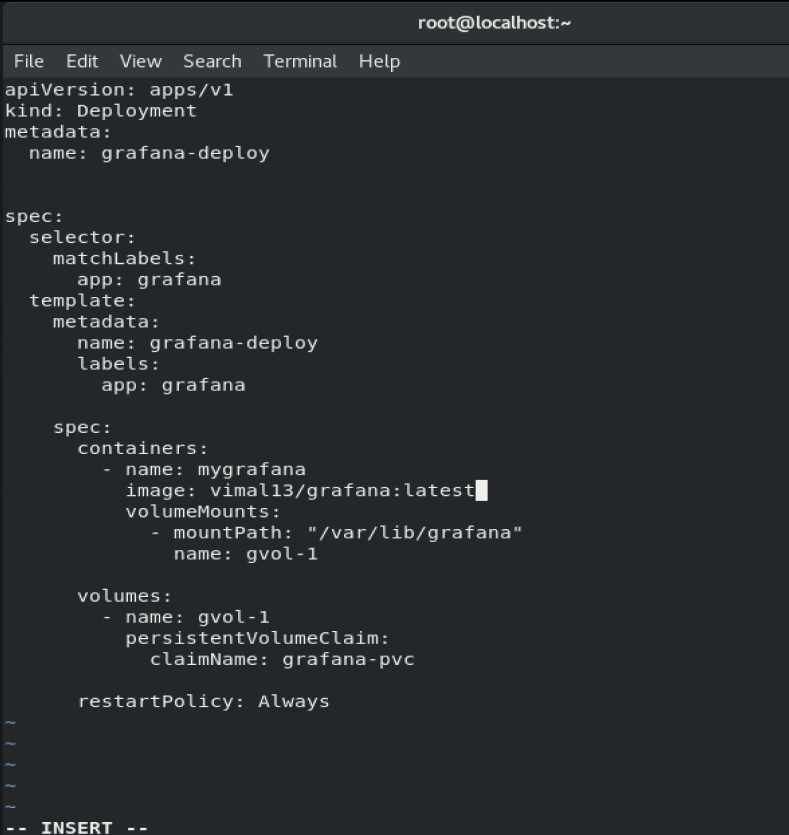 root@localhost:~
File Edit View Search Terminal Help
apiVersion: apps/v1
kind: Deployment
metadata:
  name: grafana-deploy
spec:
  selector:
    matchLabels:
      app: grafana
  template:
    metadata:
      name: grafana-deploy
      labels:
        app: grafana
    spec:
      containers:
        - name: mygrafana
          image: vimal13/grafana:latest
          volumeMounts:
            - mountPath: "/var/lib/grafana"
              name: gvol-1
      volumes:
        - name: gvol-1
          persistentVolumeClaim:
            claimName: grafana-pvc
      restartPolicy: Always
~
~
~
~
~
-- INSERT --